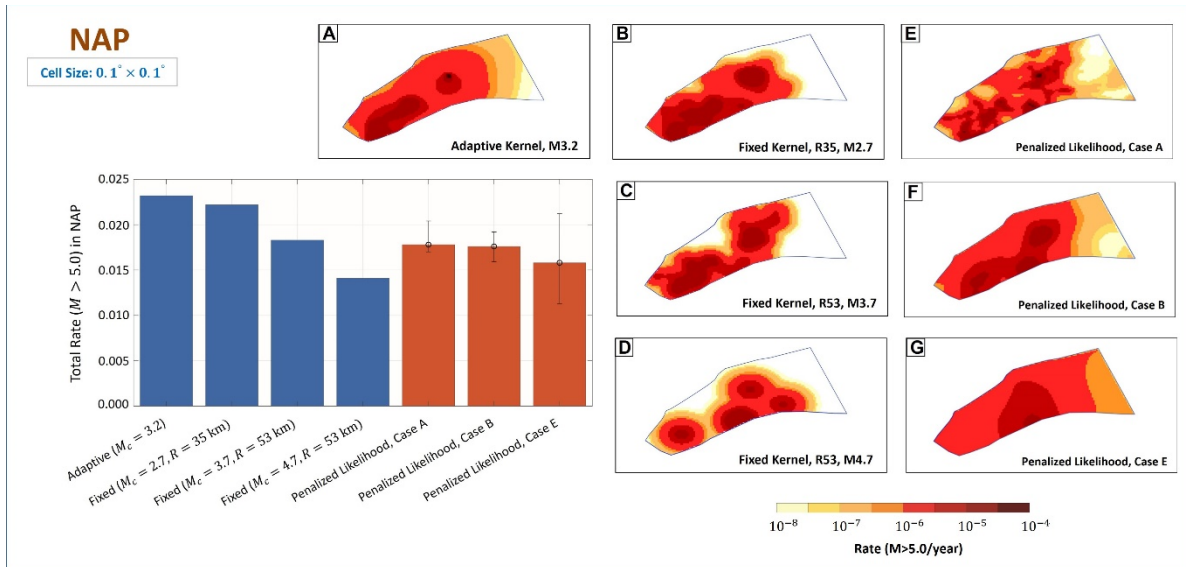 NAP
Cell Size: 0.1° × 0.1°
A
Adaptive Kernel, M3.2
B
Fixed Kernel, R35, M2.7
E
Penalized Likelihood, Case A
C
Fixed Kernel, R53, M3.7
F
Penalized Likelihood, Case B
D
Fixed Kernel, R53, M4.7
G
Penalized Likelihood, Case E
Total Rate (M > 5.0) in NAP
0.025
0.020
0.015
0.010
0.005
0.000
Adaptive (M_c = 3.2)
Fixed (M_c = 2.7, R = 35 km)
Fixed (M_c = 3.7, R = 53 km)
Fixed (M_c = 4.7, R = 53 km)
Penalized Likelihood, Case A
Penalized Likelihood, Case B
Penalized Likelihood, Case E
10⁻⁸ 10⁻⁷ 10⁻⁶ 10⁻⁵ 10⁻⁴
Rate (M>5.0/year)